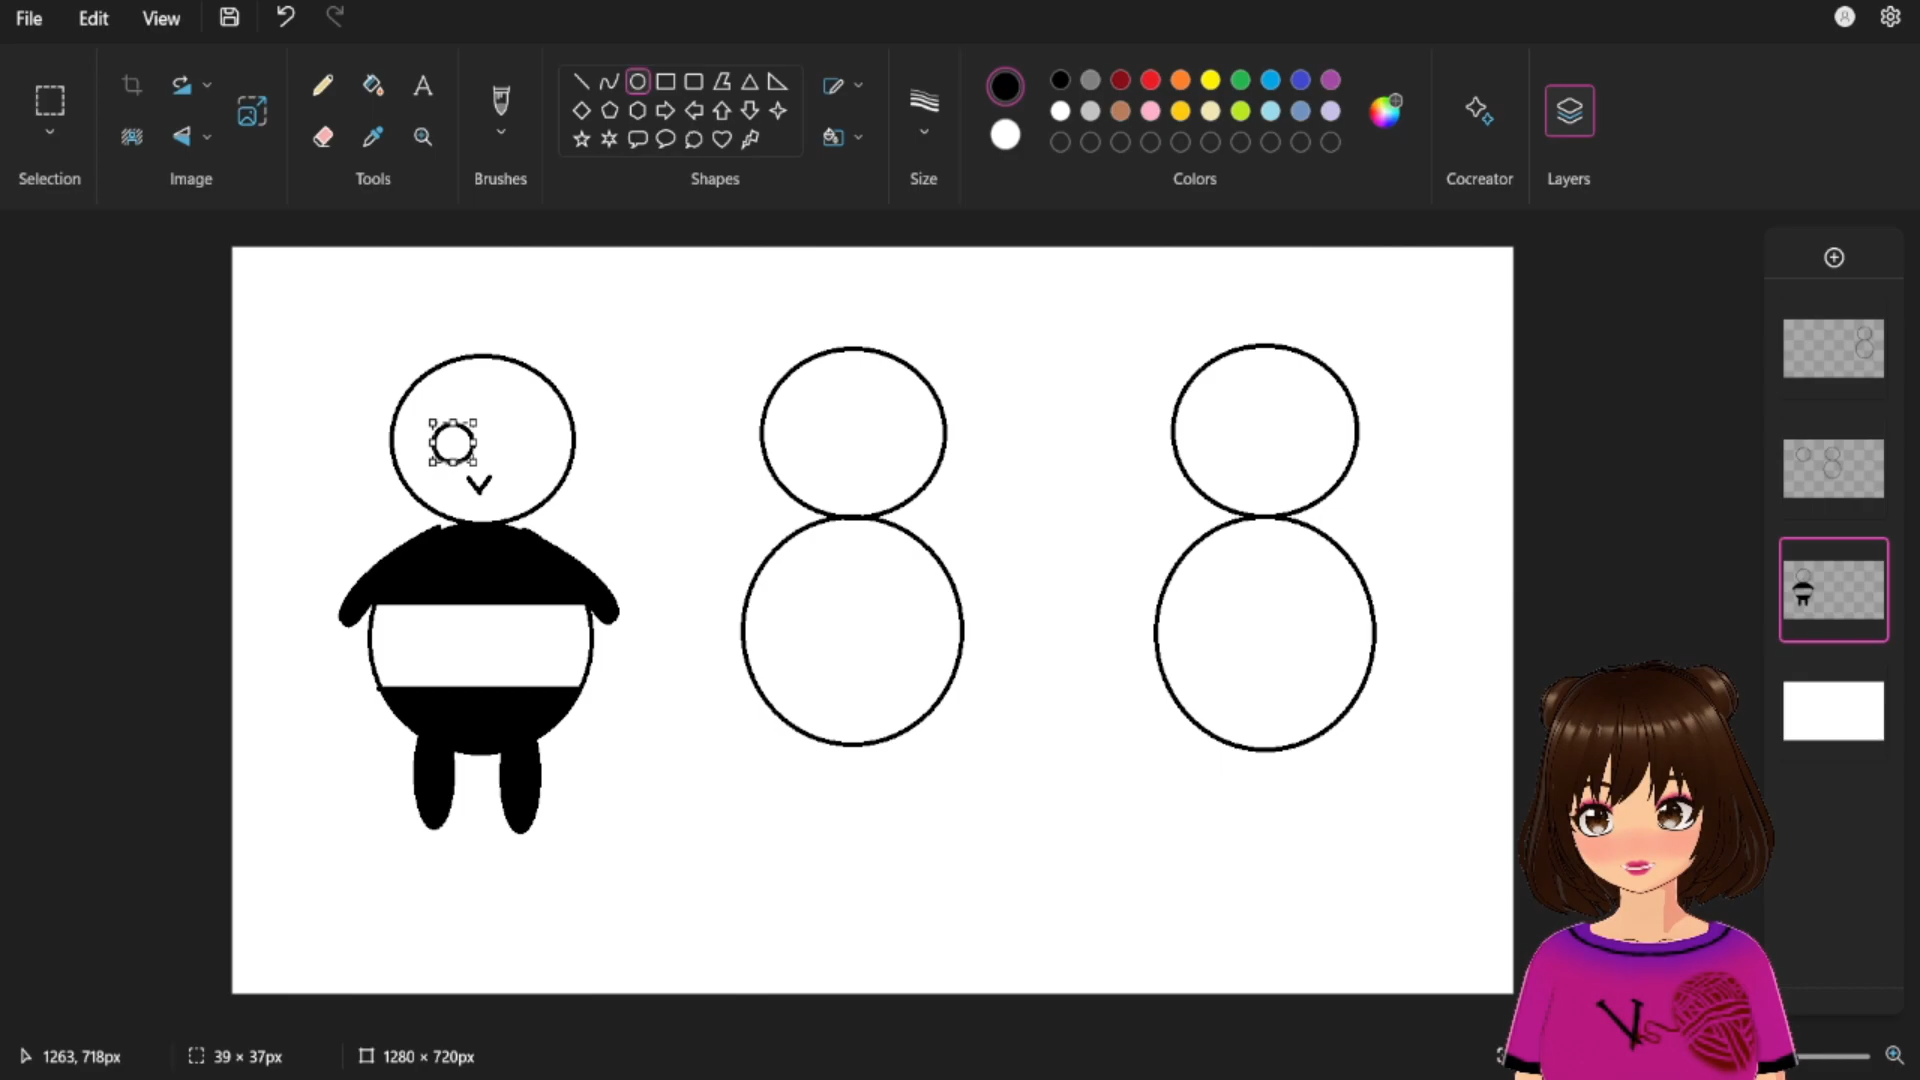 File Edit View
A
Selection Image Tools Brushes Shapes Size Colors Cocreator Layers
1263, 718px 39 × 37px 1280 × 720px